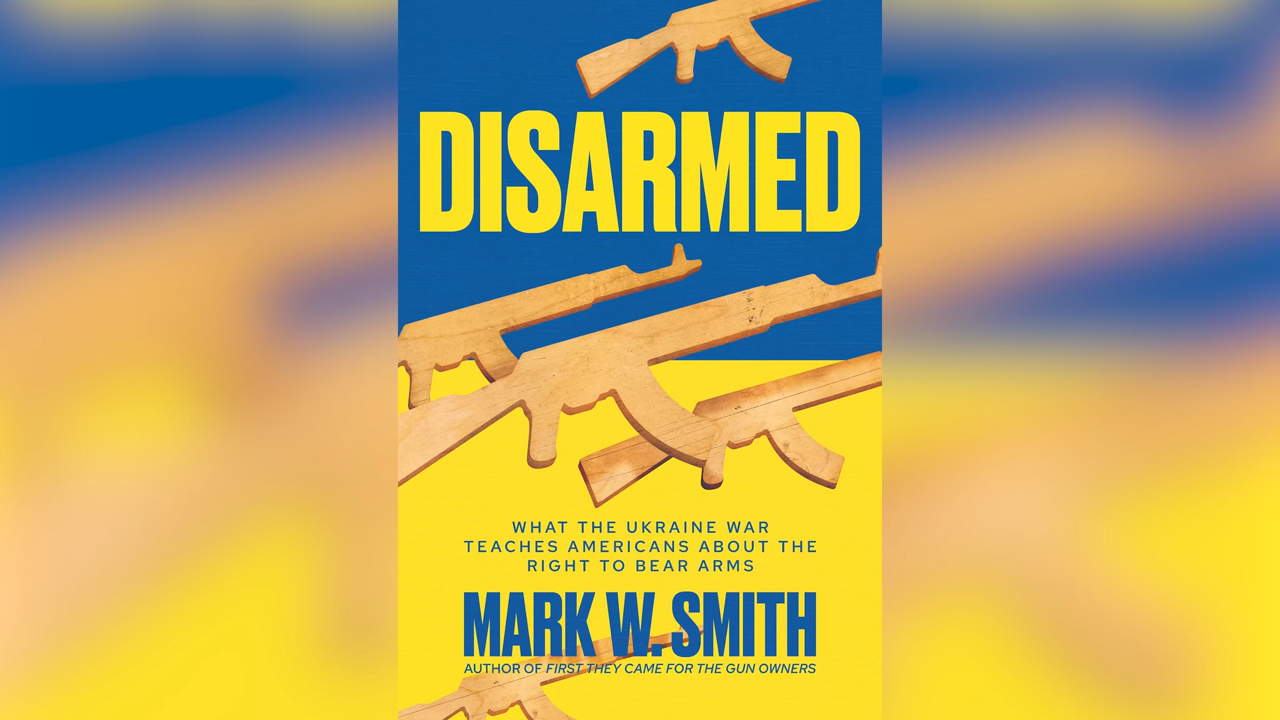 DISARMED
WHAT THE UKRAINE WAR
TEACHES AMERICANS ABOUT THE
RIGHT TO BEAR ARMS
MARK W. SMITH
AUTHOR OF FIRST THEY CAME FOR THE GUN OWNERS